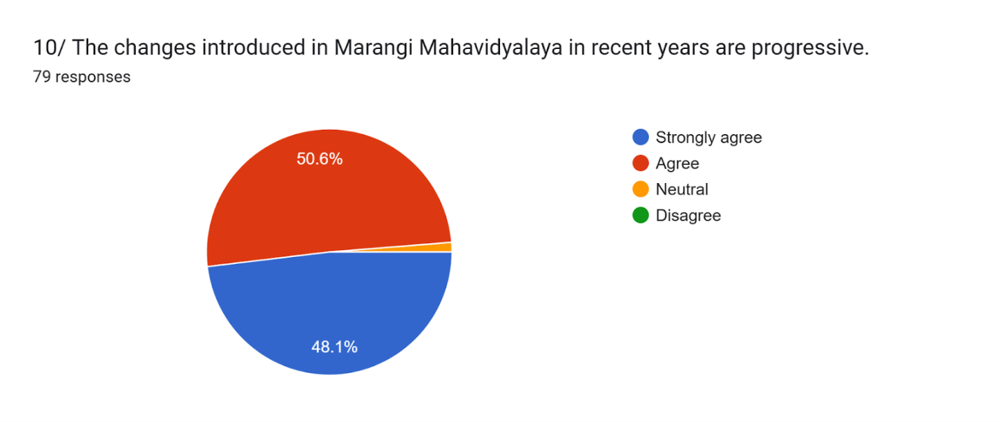 10/ The changes introduced in Marangi Mahavidyalaya in recent years are progressive.
79 responses
50.6%
48.1%
Strongly agree
Agree
Neutral
Disagree